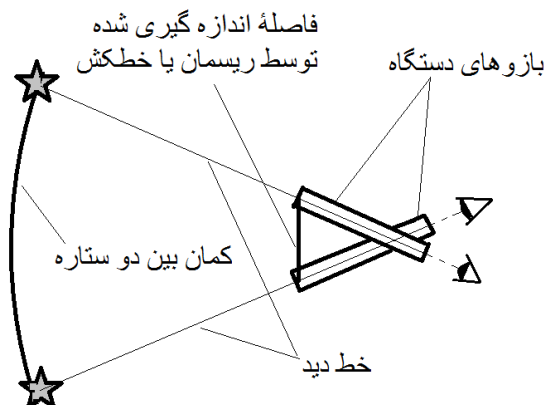 فاصلهٔ اندازه گیری شده
توسط ریسمان یا خطکش
بازوهای دستگاه
کمان بین دو ستاره
خط دید